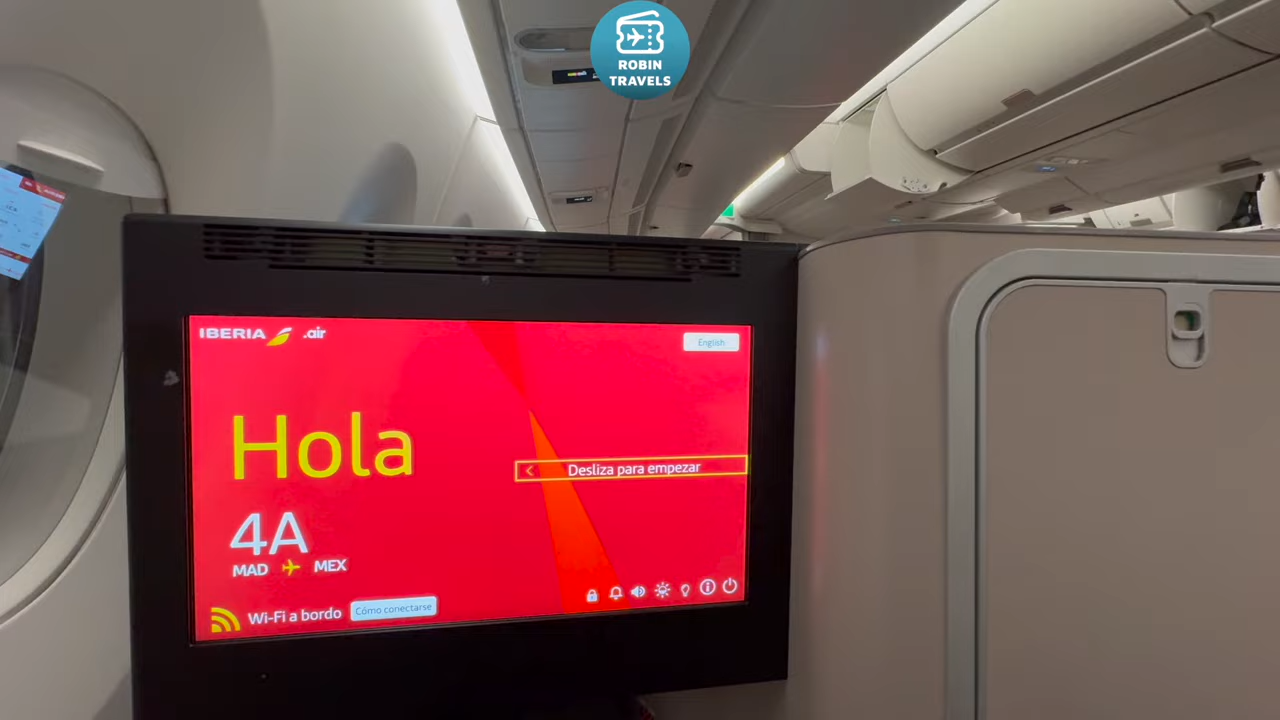 ROBIN
TRAVELS
IBERIA .air
English
Hola
Desliza para empezar
4A
MAD MEX
Wi-Fi a bordo Cómo conectarse